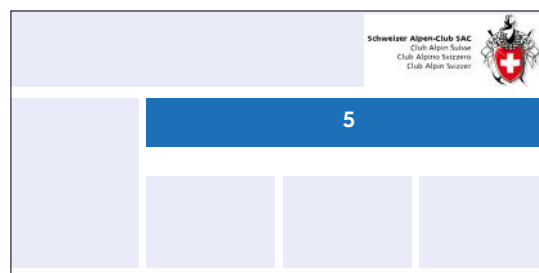 Schweizer Alpen-Club SAC
Club Alpin Suisse
Club Alpino Svizzero
Club Alpin Svizzer
5